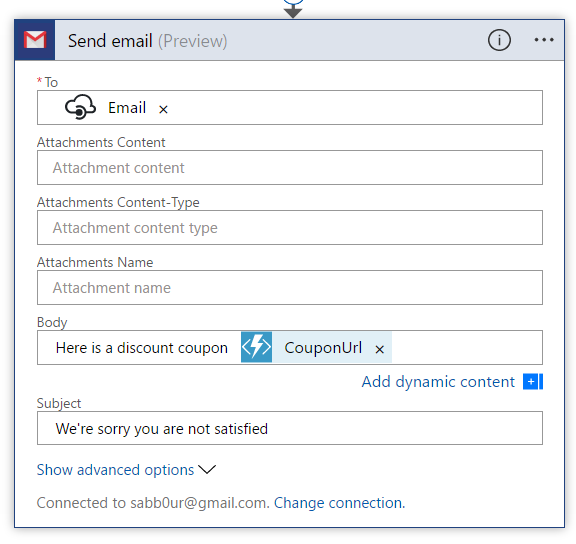 Send email (Preview)
* To
Email ×
Attachments Content
Attachment content
Attachments Content-Type
Attachment content type
Attachments Name
Attachment name
Body
Here is a discount coupon CouponUrl ×
Add dynamic content
Subject
We're sorry you are not satisfied
Show advanced options
Connected to sabb0ur@gmail.com. Change connection.